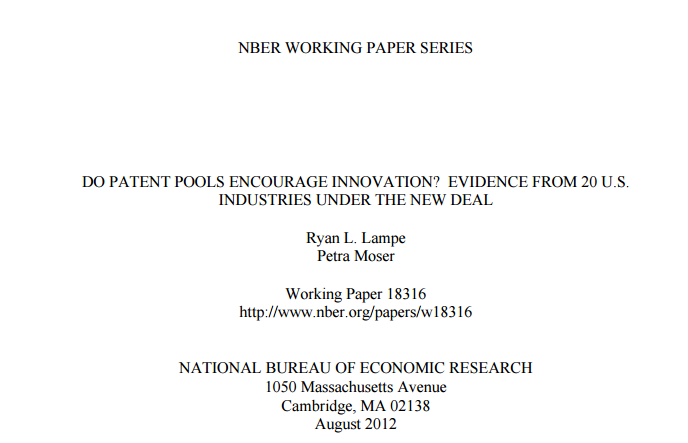 NBER WORKING PAPER SERIES
DO PATENT POOLS ENCOURAGE INNOVATION? EVIDENCE FROM 20 U.S.
INDUSTRIES UNDER THE NEW DEAL
Ryan L. Lampe
Petra Moser
Working Paper 18316
http://www.nber.org/papers/w18316
NATIONAL BUREAU OF ECONOMIC RESEARCH
1050 Massachusetts Avenue
Cambridge, MA 02138
August 2012